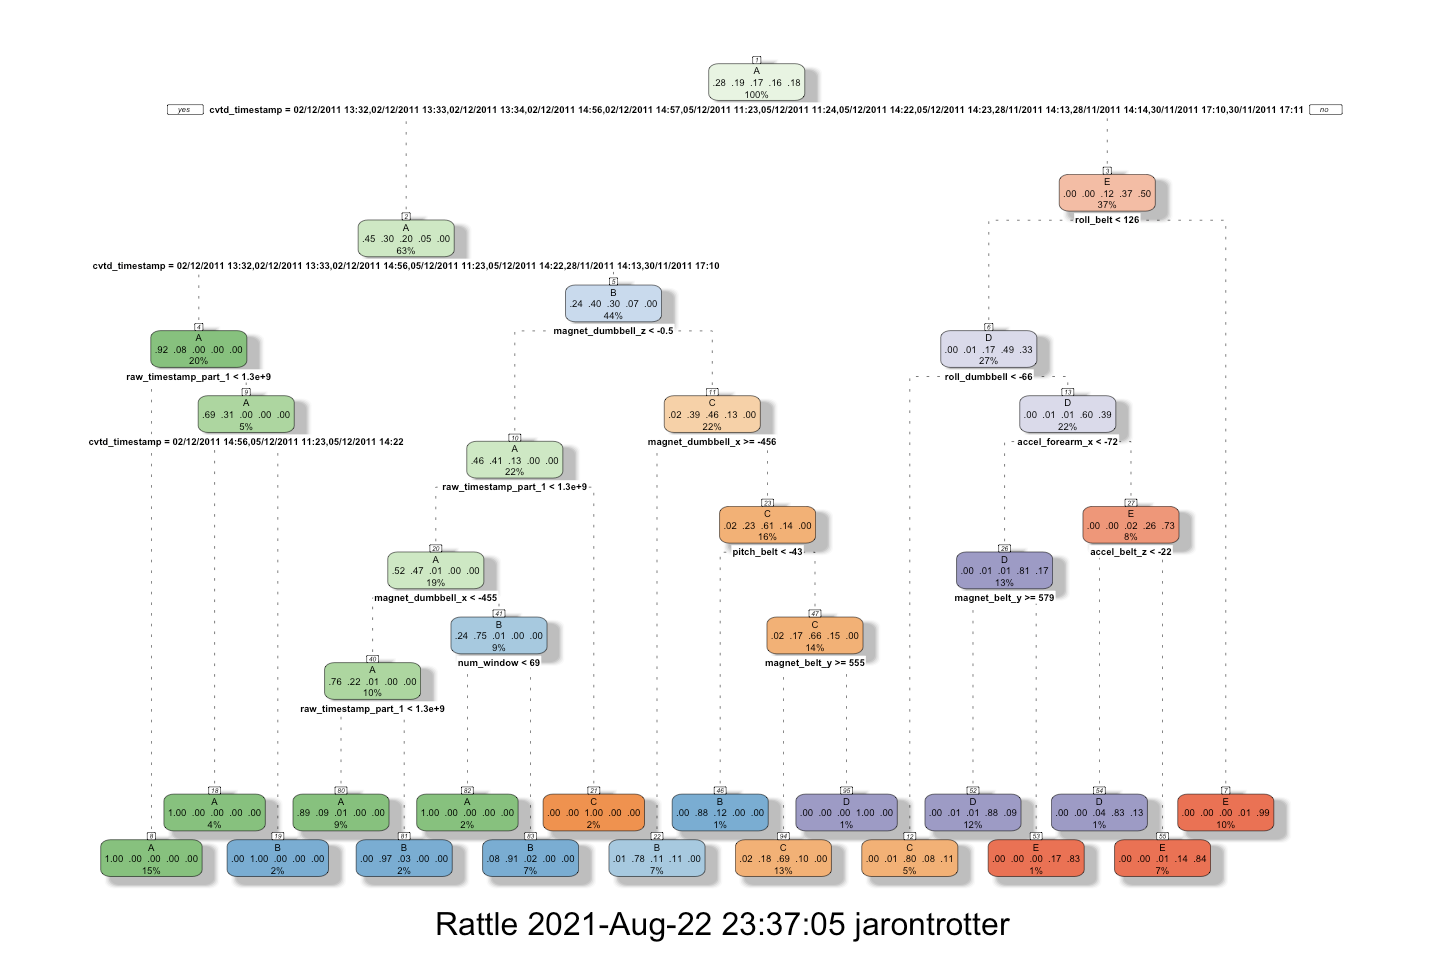 1
A
.28 .19 .17 .16 .18
100%
yes
cvtd_timestamp = 02/12/2011 13:32,02/12/2011 13:33,02/12/2011 13:34,02/12/2011 14:56,02/12/2011 14:57,05/12/2011 11:23,05/12/2011 11:24,05/12/2011 14:22,05/12/2011 14:23,28/11/2011 14:13,28/11/2011 14:14,30/11/2011 17:10,30/11/2011 17:11
no
3
E
.00 .00 .12 .37 .50
37%
roll_belt < 126
2
A
.45 .30 .20 .05 .00
63%
cvtd_timestamp = 02/12/2011 13:32,02/12/2011 13:33,02/12/2011 14:56,05/12/2011 11:23,05/12/2011 14:22,28/11/2011 14:13,30/11/2011 17:10
5
B
.24 .40 .30 .07 .00
44%
magnet_dumbbell_z < -0.5
4
A
.92 .08 .00 .00 .00
20%
raw_timestamp_part_1 < 1.3e+9
6
D
.00 .01 .17 .49 .33
27%
roll_dumbbell < -66
9
A
.69 .31 .00 .00 .00
5%
cvtd_timestamp = 02/12/2011 14:56,05/12/2011 11:23,05/12/2011 14:22
11
C
.02 .39 .46 .13 .00
22%
magnet_dumbbell_x >= -456
13
D
.00 .01 .01 .60 .39
22%
accel_forearm_x < -72
10
A
.46 .41 .13 .00 .00
22%
raw_timestamp_part_1 < 1.3e+9
23
C
.02 .23 .61 .14 .00
16%
pitch_belt < -43
27
E
.00 .00 .02 .26 .73
8%
accel_belt_z < -22
20
A
.52 .47 .01 .00 .00
19%
magnet_dumbbell_x < -455
26
D
.00 .01 .01 .81 .17
13%
magnet_belt_y >= 579
41
B
.24 .75 .01 .00 .00
9%
num_window < 69
47
C
.02 .17 .66 .15 .00
14%
magnet_belt_y >= 555
40
A
.76 .22 .01 .00 .00
10%
raw_timestamp_part_1 < 1.3e+9
18
A
1.00 .00 .00 .00 .00
4%
80
A
.89 .09 .01 .00 .00
9%
82
A
1.00 .00 .00 .00 .00
2%
21
C
.00 .00 1.00 .00 .00
2%
46
B
.00 .88 .12 .00 .00
1%
95
D
.00 .00 .00 1.00 .00
1%
52
D
.00 .01 .01 .88 .09
12%
54
D
.00 .00 .04 .83 .13
1%
7
E
.00 .00 .00 .01 .99
10%
8
A
1.00 .00 .00 .00 .00
15%
19
B
.00 1.00 .00 .00 .00
2%
81
B
.00 .97 .03 .00 .00
2%
83
B
.08 .91 .02 .00 .00
7%
22
B
.01 .78 .11 .11 .00
7%
94
C
.02 .18 .69 .10 .00
13%
12
C
.00 .01 .80 .08 .11
5%
53
E
.00 .00 .00 .17 .83
1%
55
E
.00 .00 .01 .14 .84
7%
Rattle 2021-Aug-22 23:37:05 jarontrotter